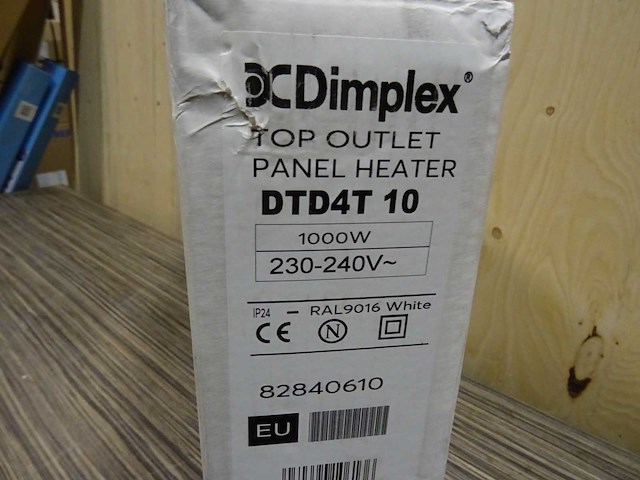 Dimplex®
TOP OUTLET
PANEL HEATER
DTD4T 10
1000W
230-240V~
IP24 – RAL9016 White
CE N
82840610
EU